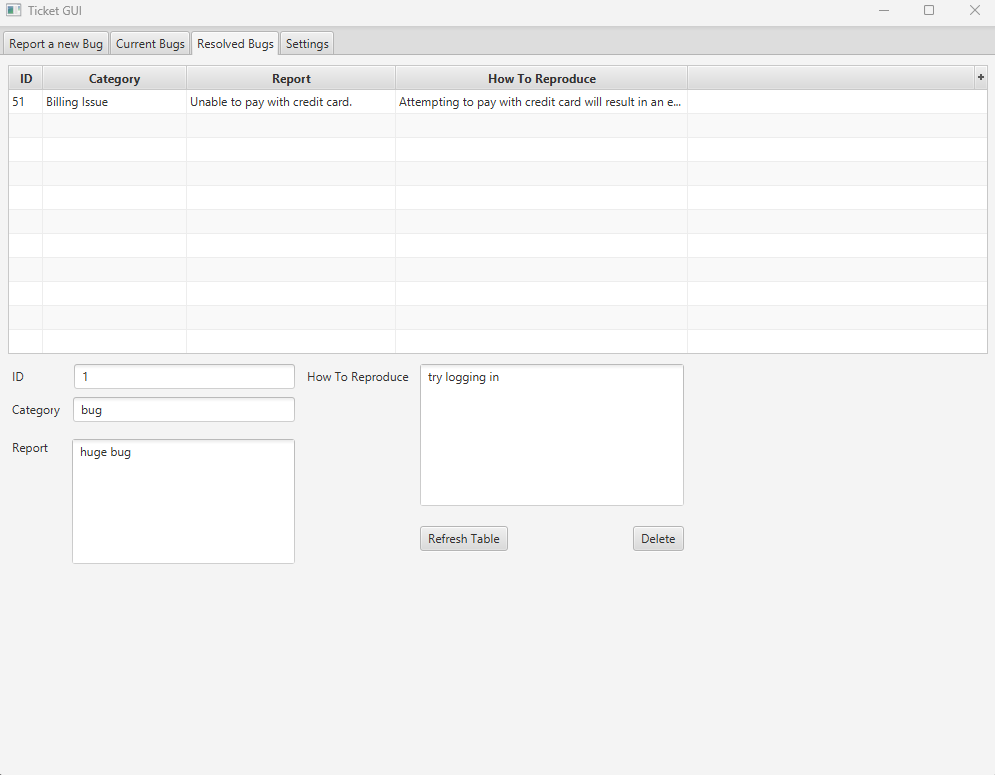 Ticket GUI
Report a new Bug Current Bugs Resolved Bugs Settings
ID Category Report How To Reproduce +
51 Billing Issue Unable to pay with credit card. Attempting to pay with credit card will result in an e...
ID 1 How To Reproduce try logging in
Category bug
Report huge bug
Refresh Table Delete